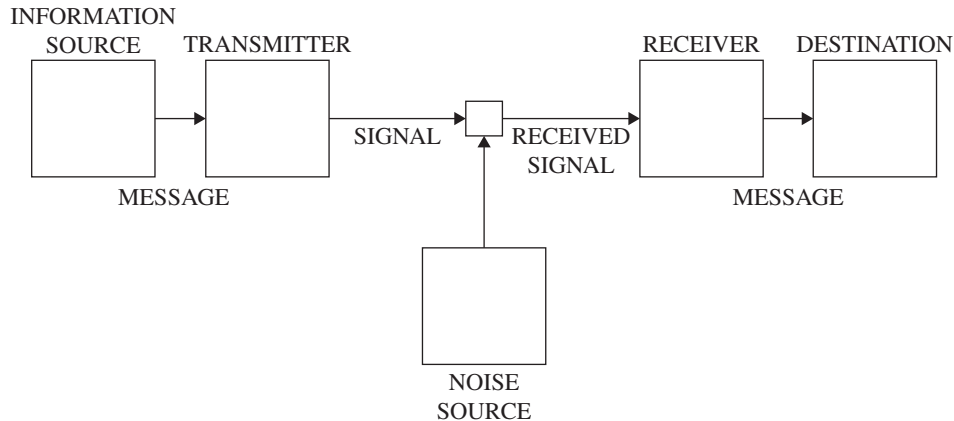 INFORMATION
SOURCE
TRANSMITTER
RECEIVER
DESTINATION
SIGNAL
RECEIVED
SIGNAL
MESSAGE
MESSAGE
NOISE
SOURCE